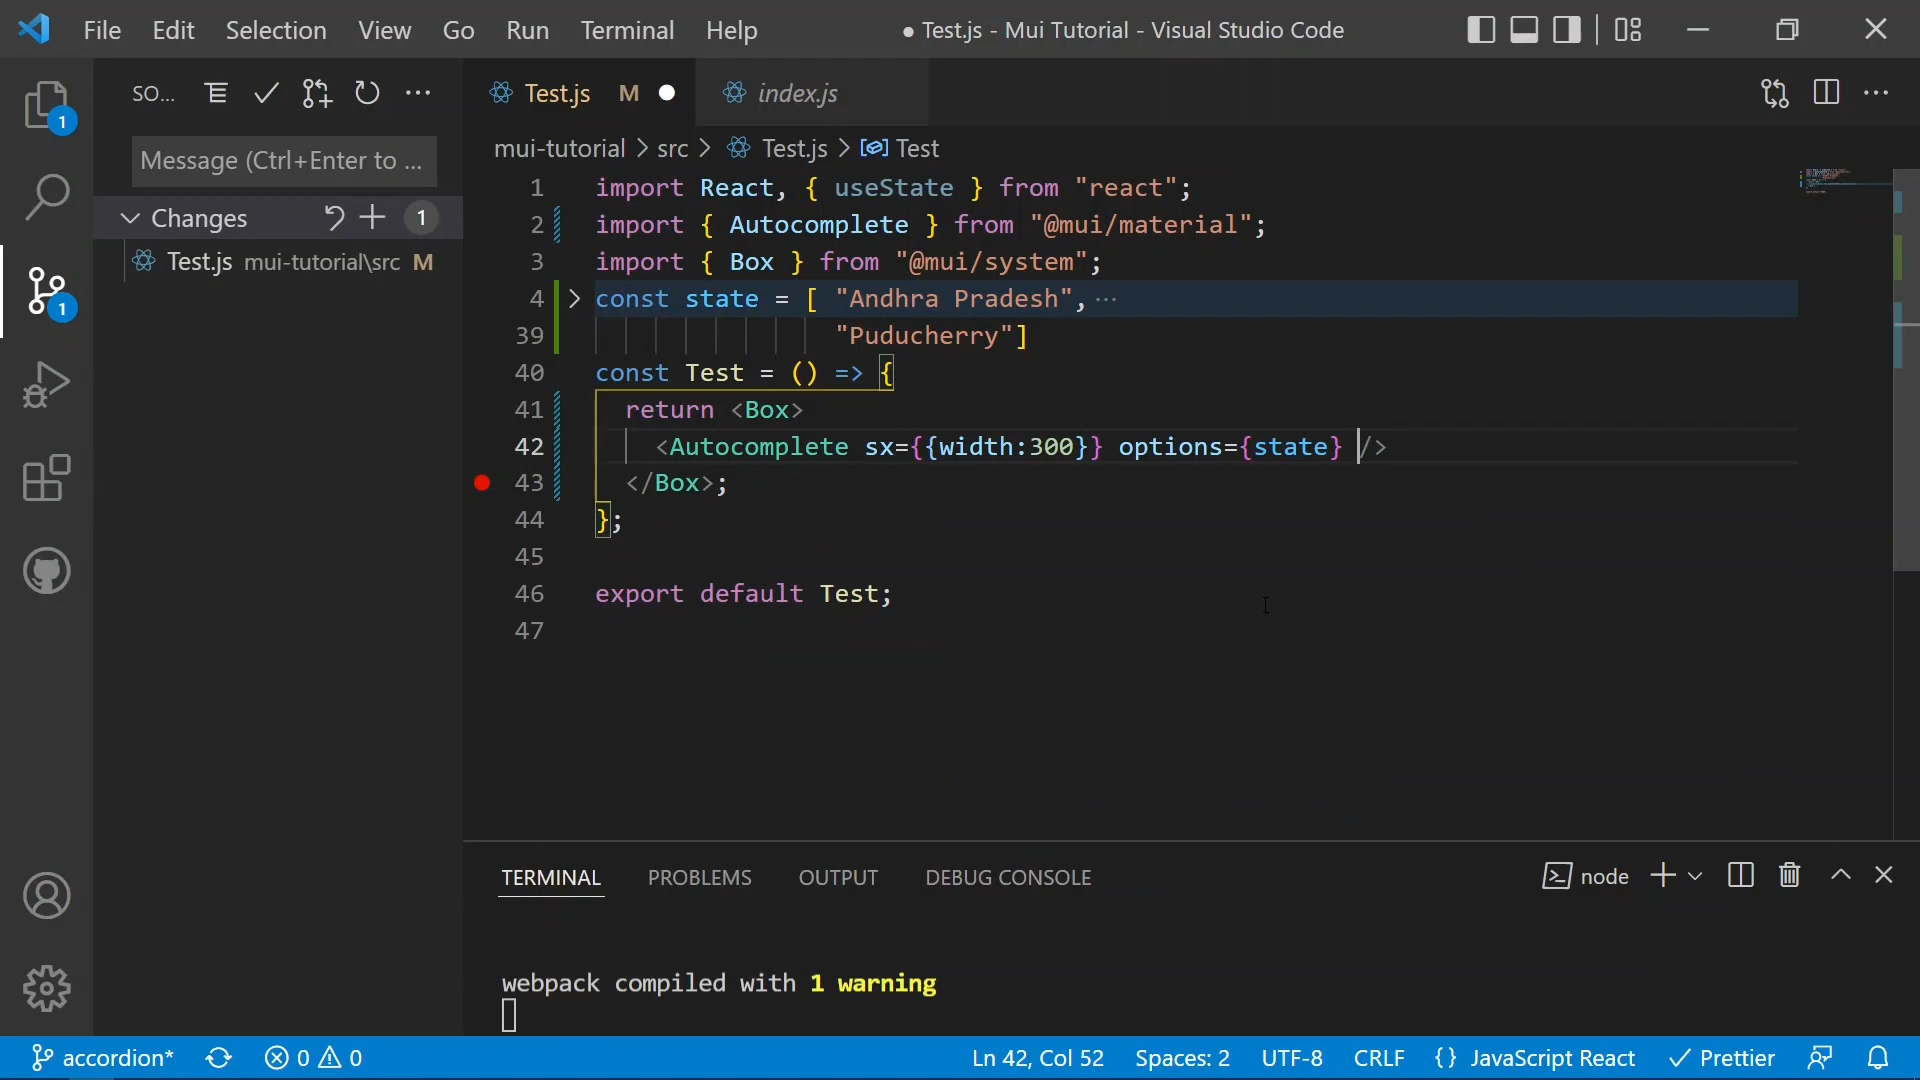 File Edit Selection View Go Run Terminal Help
● Test.js - Mui Tutorial - Visual Studio Code
1
1
SO...
Message (Ctrl+Enter to ...
Changes 1
Test.js mui-tutorial\src M
Test.js M ● index.js
mui-tutorial > src > Test.js > Test
1 import React, { useState } from "react";
2 import { Autocomplete } from "@mui/material";
3 import { Box } from "@mui/system";
4 const state = [ "Andhra Pradesh", ...
39 "Puducherry"]
40 const Test = () => {
41 return <Box>
42 <Autocomplete sx={{width:300}} options={state} />
43 </Box>;
44 };
45
46 export default Test;
47
TERMINAL PROBLEMS OUTPUT DEBUG CONSOLE
node
webpack compiled with 1 warning
accordion* 0 0 Ln 42, Col 52 Spaces: 2 UTF-8 CRLF {} JavaScript React Prettier